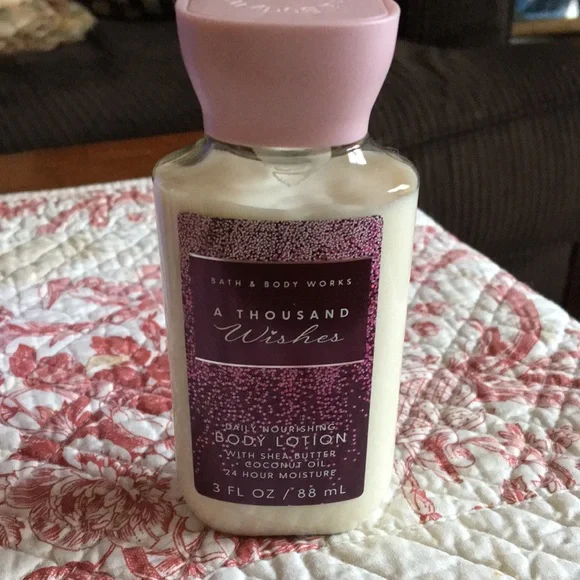 BATH & BODY WORKS
A THOUSAND
Wishes
DAILY NOURISHING
BODY LOTION
WITH SHEA BUTTER
COCONUT OIL
24 HOUR MOISTURE
3 FL OZ / 88 mL